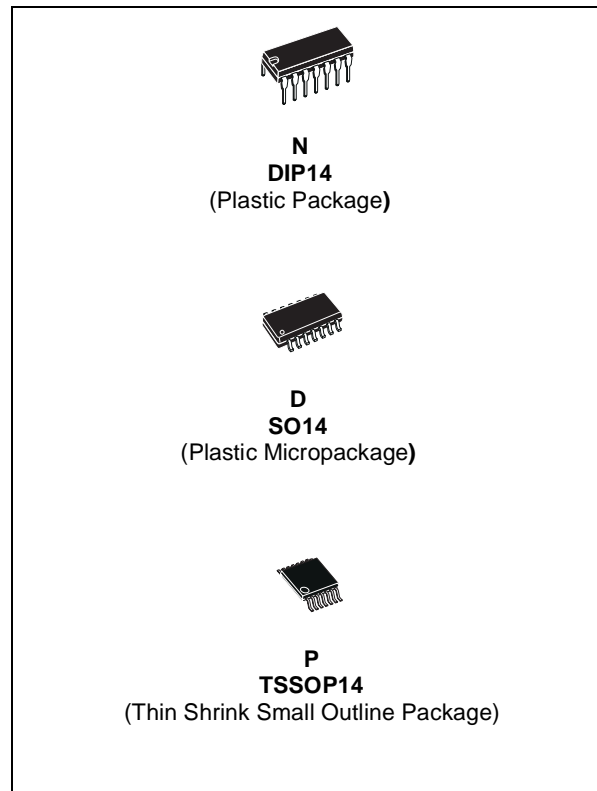 N
DIP14
(Plastic Package)
D
SO14
(Plastic Micropackage)
P
TSSOP14
(Thin Shrink Small Outline Package)